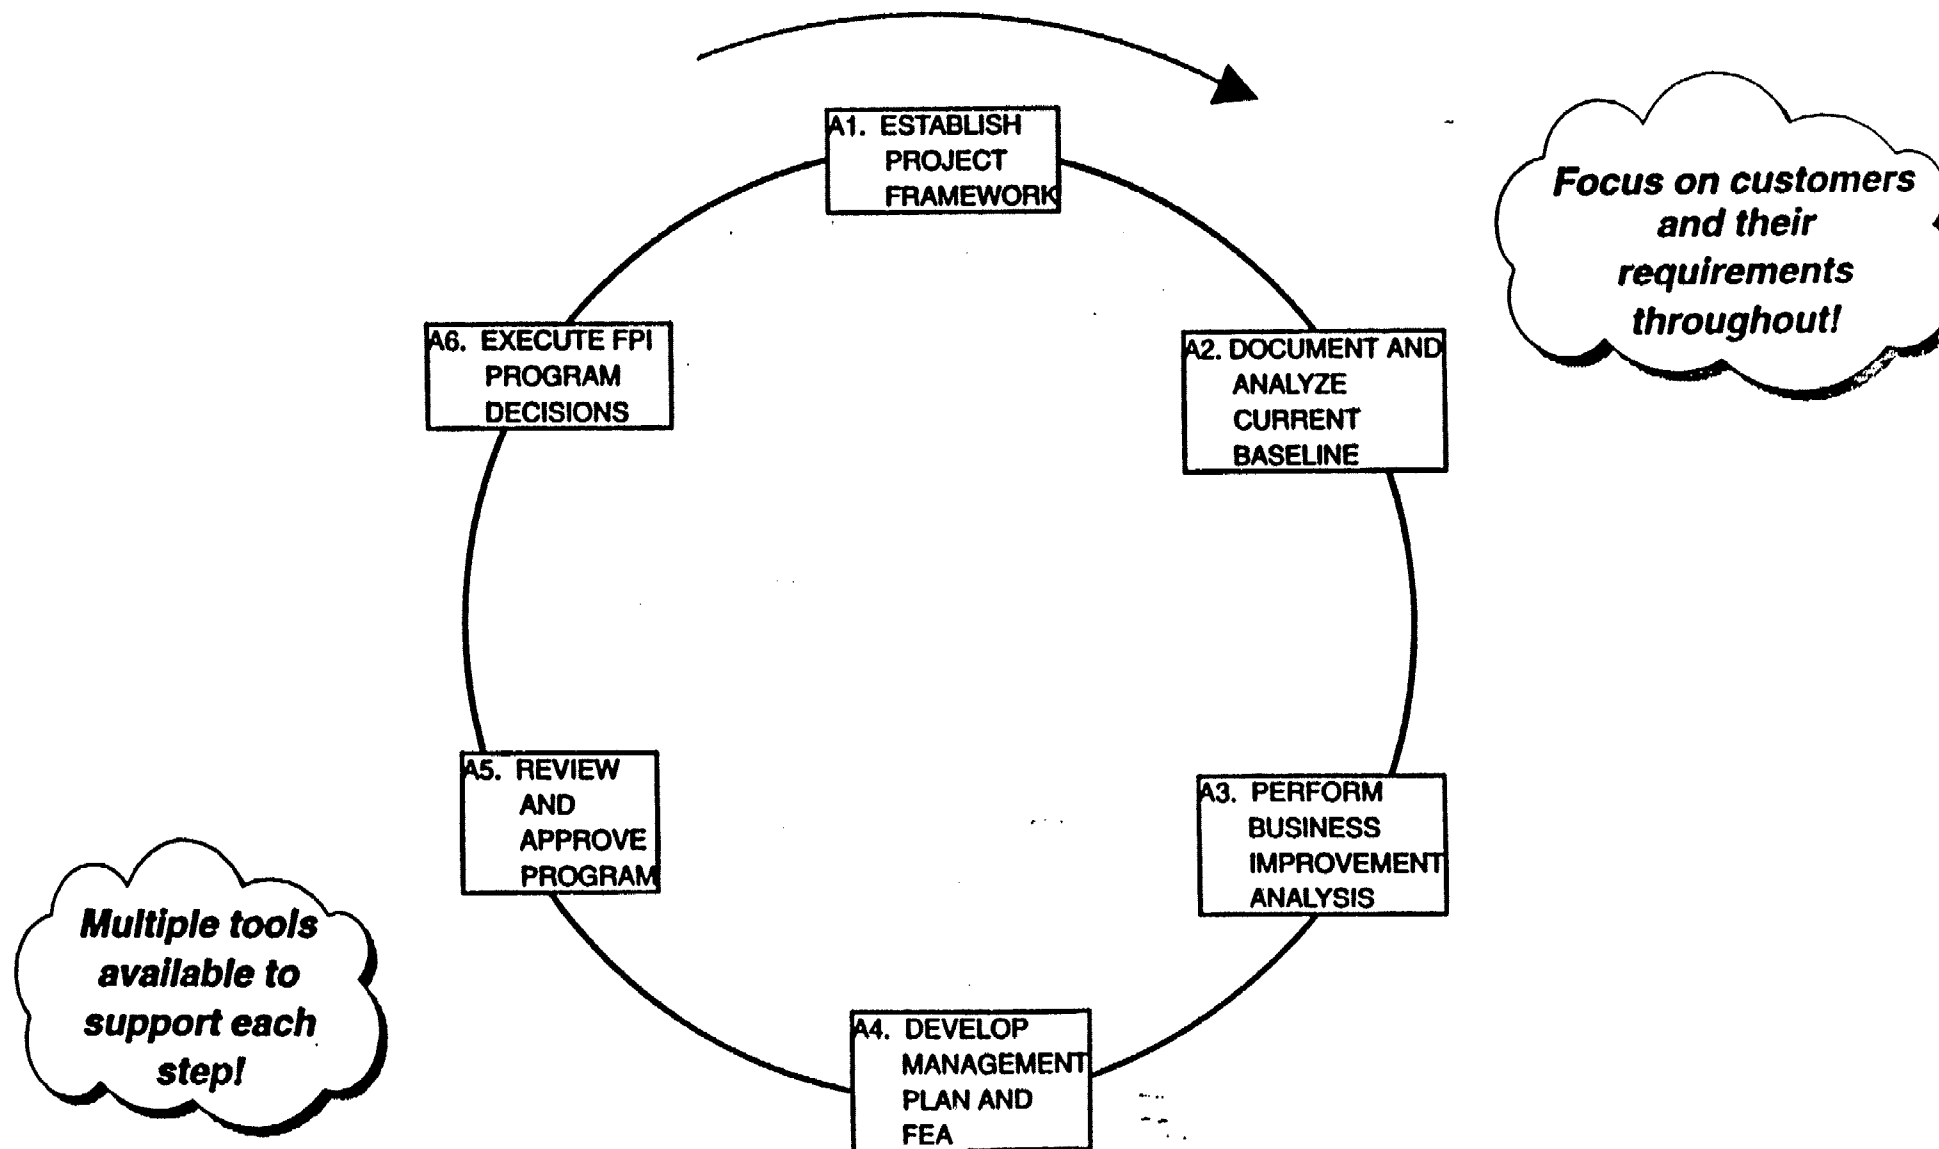 A1. ESTABLISH
PROJECT
FRAMEWORK
Focus on customers
and their
requirements
throughout!
A2. DOCUMENT AND
ANALYZE
CURRENT
BASELINE
A3. PERFORM
BUSINESS
IMPROVEMENT
ANALYSIS
A4. DEVELOP
MANAGEMENT
PLAN AND
FEA
A5. REVIEW
AND
APPROVE
PROGRAM
A6. EXECUTE FPI
PROGRAM
DECISIONS
Multiple tools
available to
support each
step!